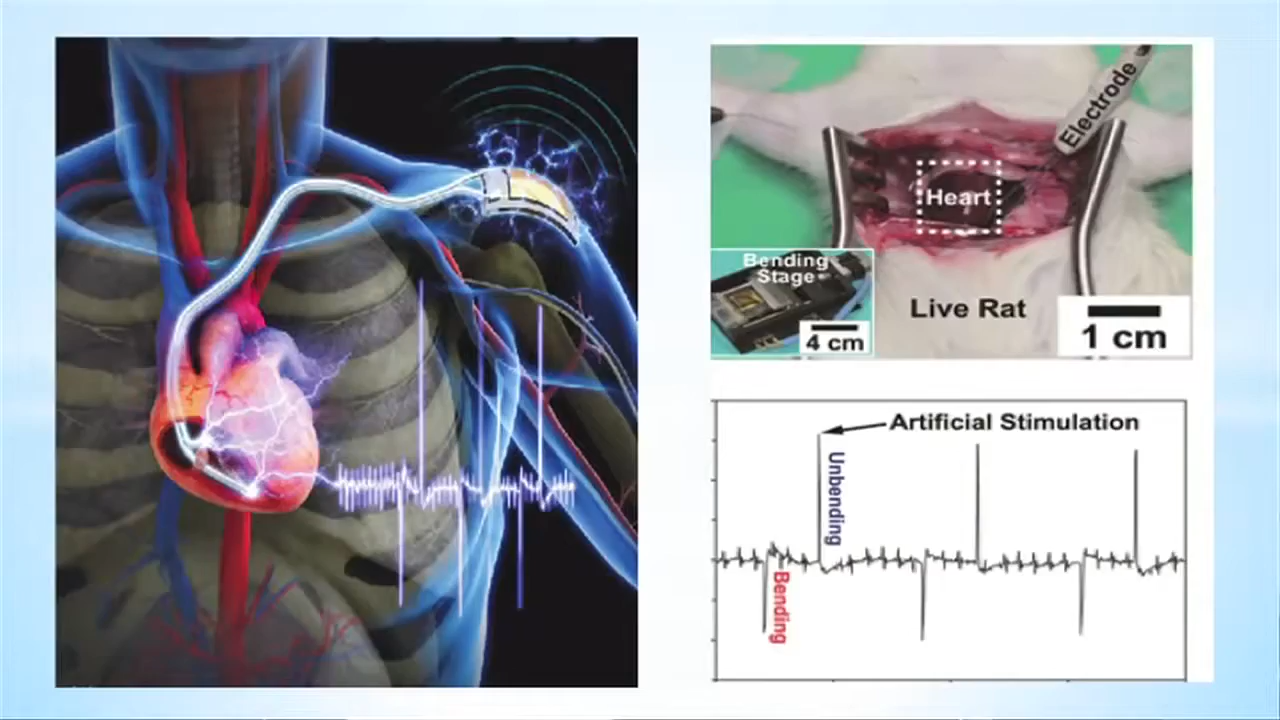 Electrode
Heart
Bending
Stage
4 cm
Live Rat
1 cm
Artificial Stimulation
Unbending
Bending